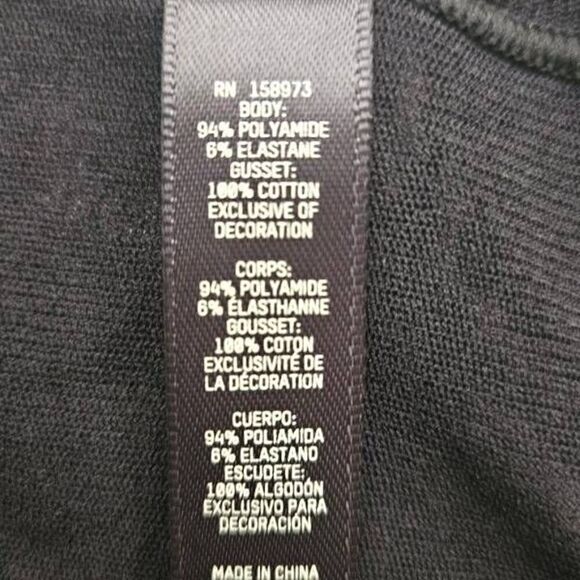 RN 158973
BODY:
94% POLYAMIDE
6% ELASTANE
GUSSET:
100% COTTON
EXCLUSIVE OF
DECORATION
CORPS:
94% POLYAMIDE
6% ÉLASTHANNE
GOUSSET:
100% COTON
EXCLUSIVITÉ DE
LA DÉCORATION
CUERPO:
94% POLIAMIDA
6% ELASTANO
ESCUDETE:
100% ALGODÓN
EXCLUSIVO PARA
DECORACIÓN
MADE IN CHINA